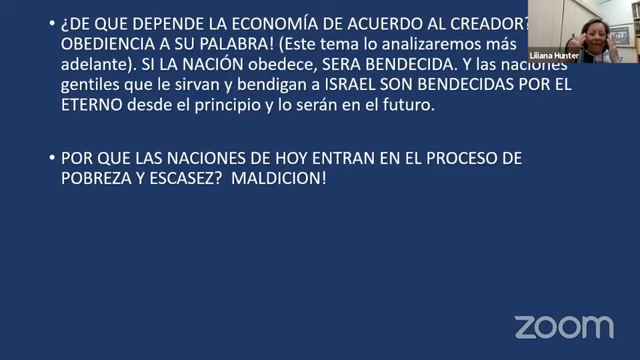 • ¿DE QUE DEPENDE LA ECONOMÍA DE ACUERDO AL CREADOR?
OBEDIENCIA A SU PALABRA! (Este tema lo analizaremos más
adelante). SI LA NACIÓN obedece, SERA BENDECIDA. Y las naciones
gentiles que le sirvan y bendigan a ISRAEL SON BENDECIDAS POR EL
ETERNO desde el principio y lo serán en el futuro.
• POR QUE LAS NACIONES DE HOY ENTRAN EN EL PROCESO DE
POBREZA Y ESCASEZ? MALDICION!
Liliana Hunter
zoom